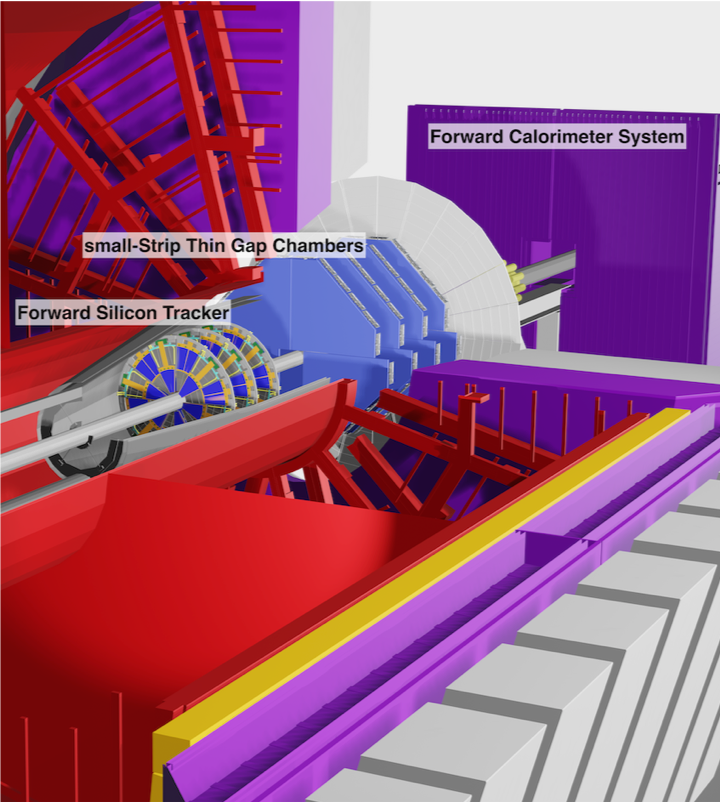 Forward Calorimeter System
small-Strip Thin Gap Chambers
Forward Silicon Tracker